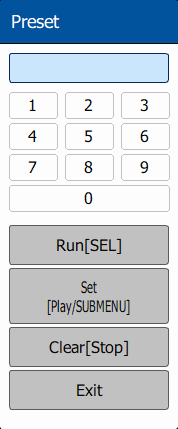 Preset
1 2 3
4 5 6
7 8 9
0
Run[SEL]
Set
[Play/SUBMENU]
Clear[Stop]
Exit